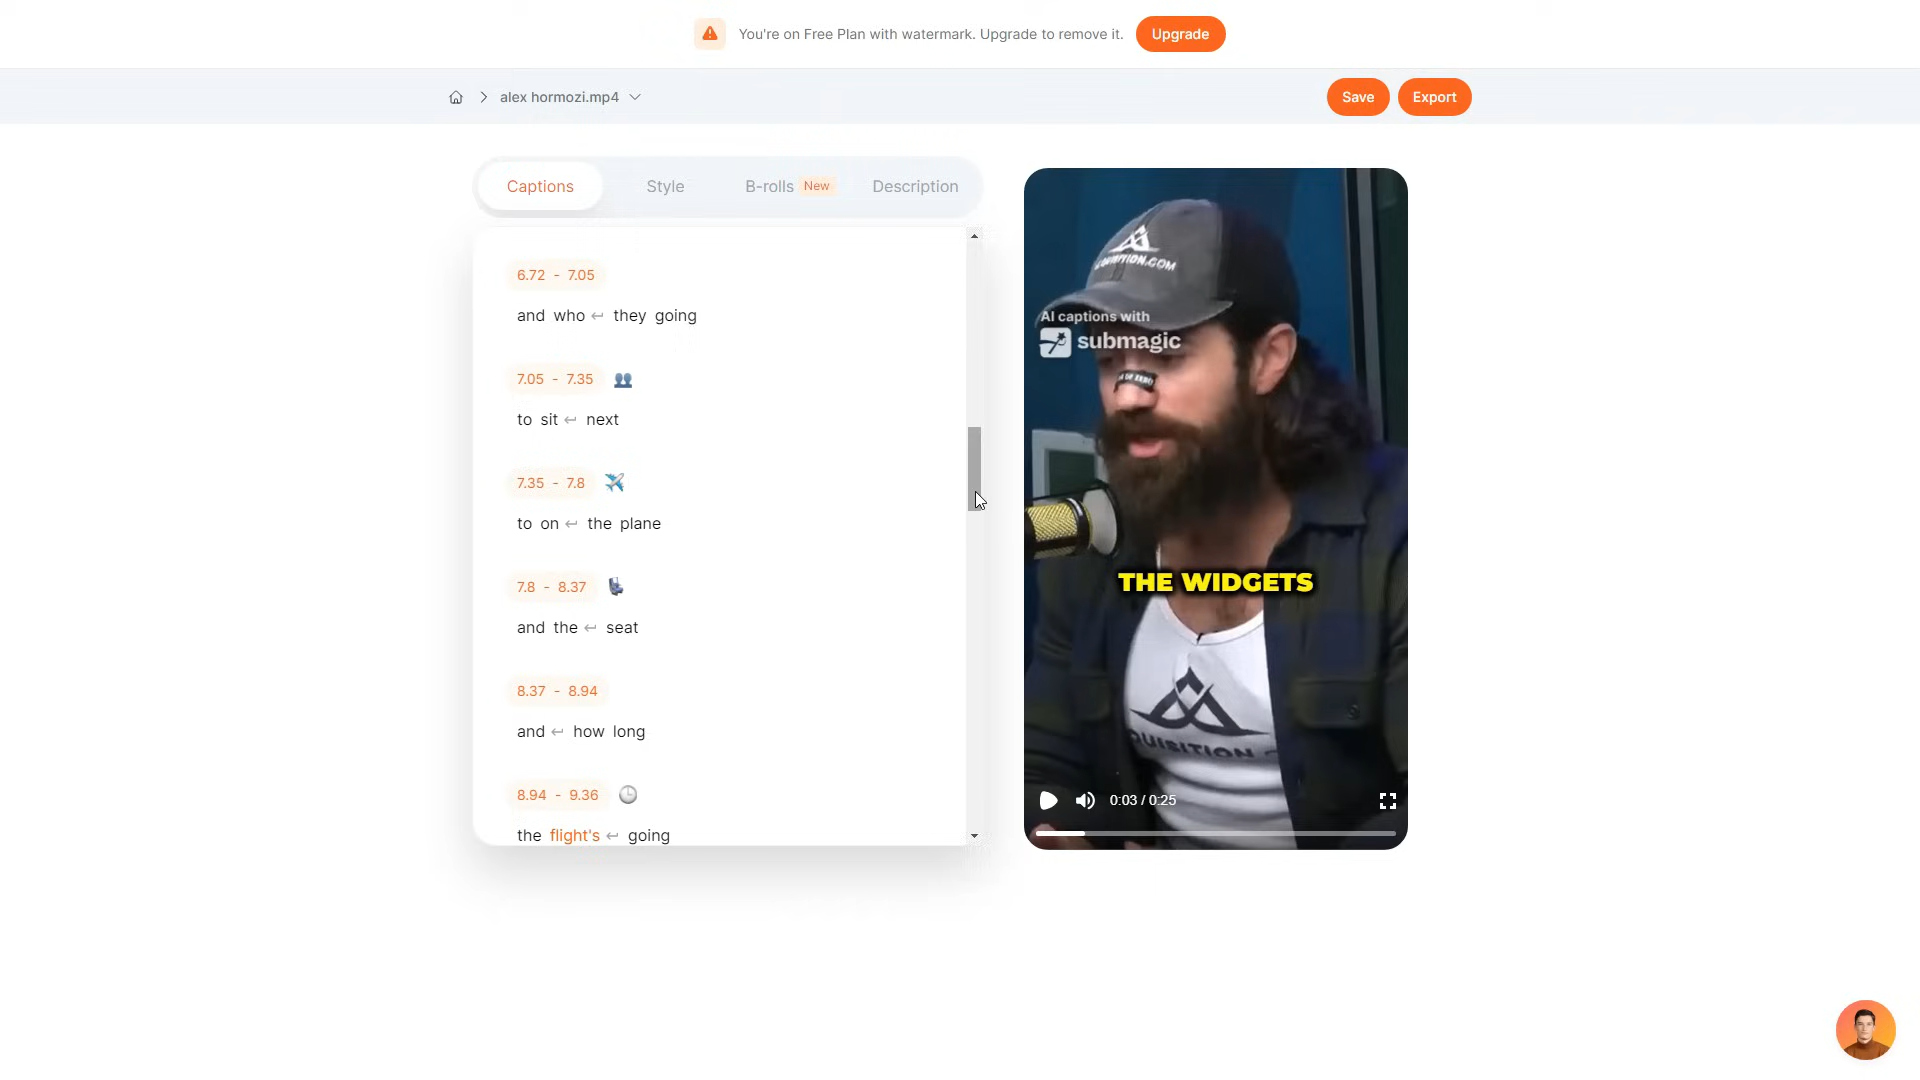 You're on Free Plan with watermark. Upgrade to remove it.
Upgrade
alex hormozi.mp4
Save
Export
Captions
Style
B-rolls New
Description
6.72 - 7.05
and who ↩ they going
7.05 - 7.35
to sit ↩ next
7.35 - 7.8
to on ↩ the plane
7.8 - 8.37
and the ↩ seat
8.37 - 8.94
and ↩ how long
8.94 - 9.36
the flight's ↩ going
AI captions with
submagic
THE WIDGETS
0:03 / 0:25